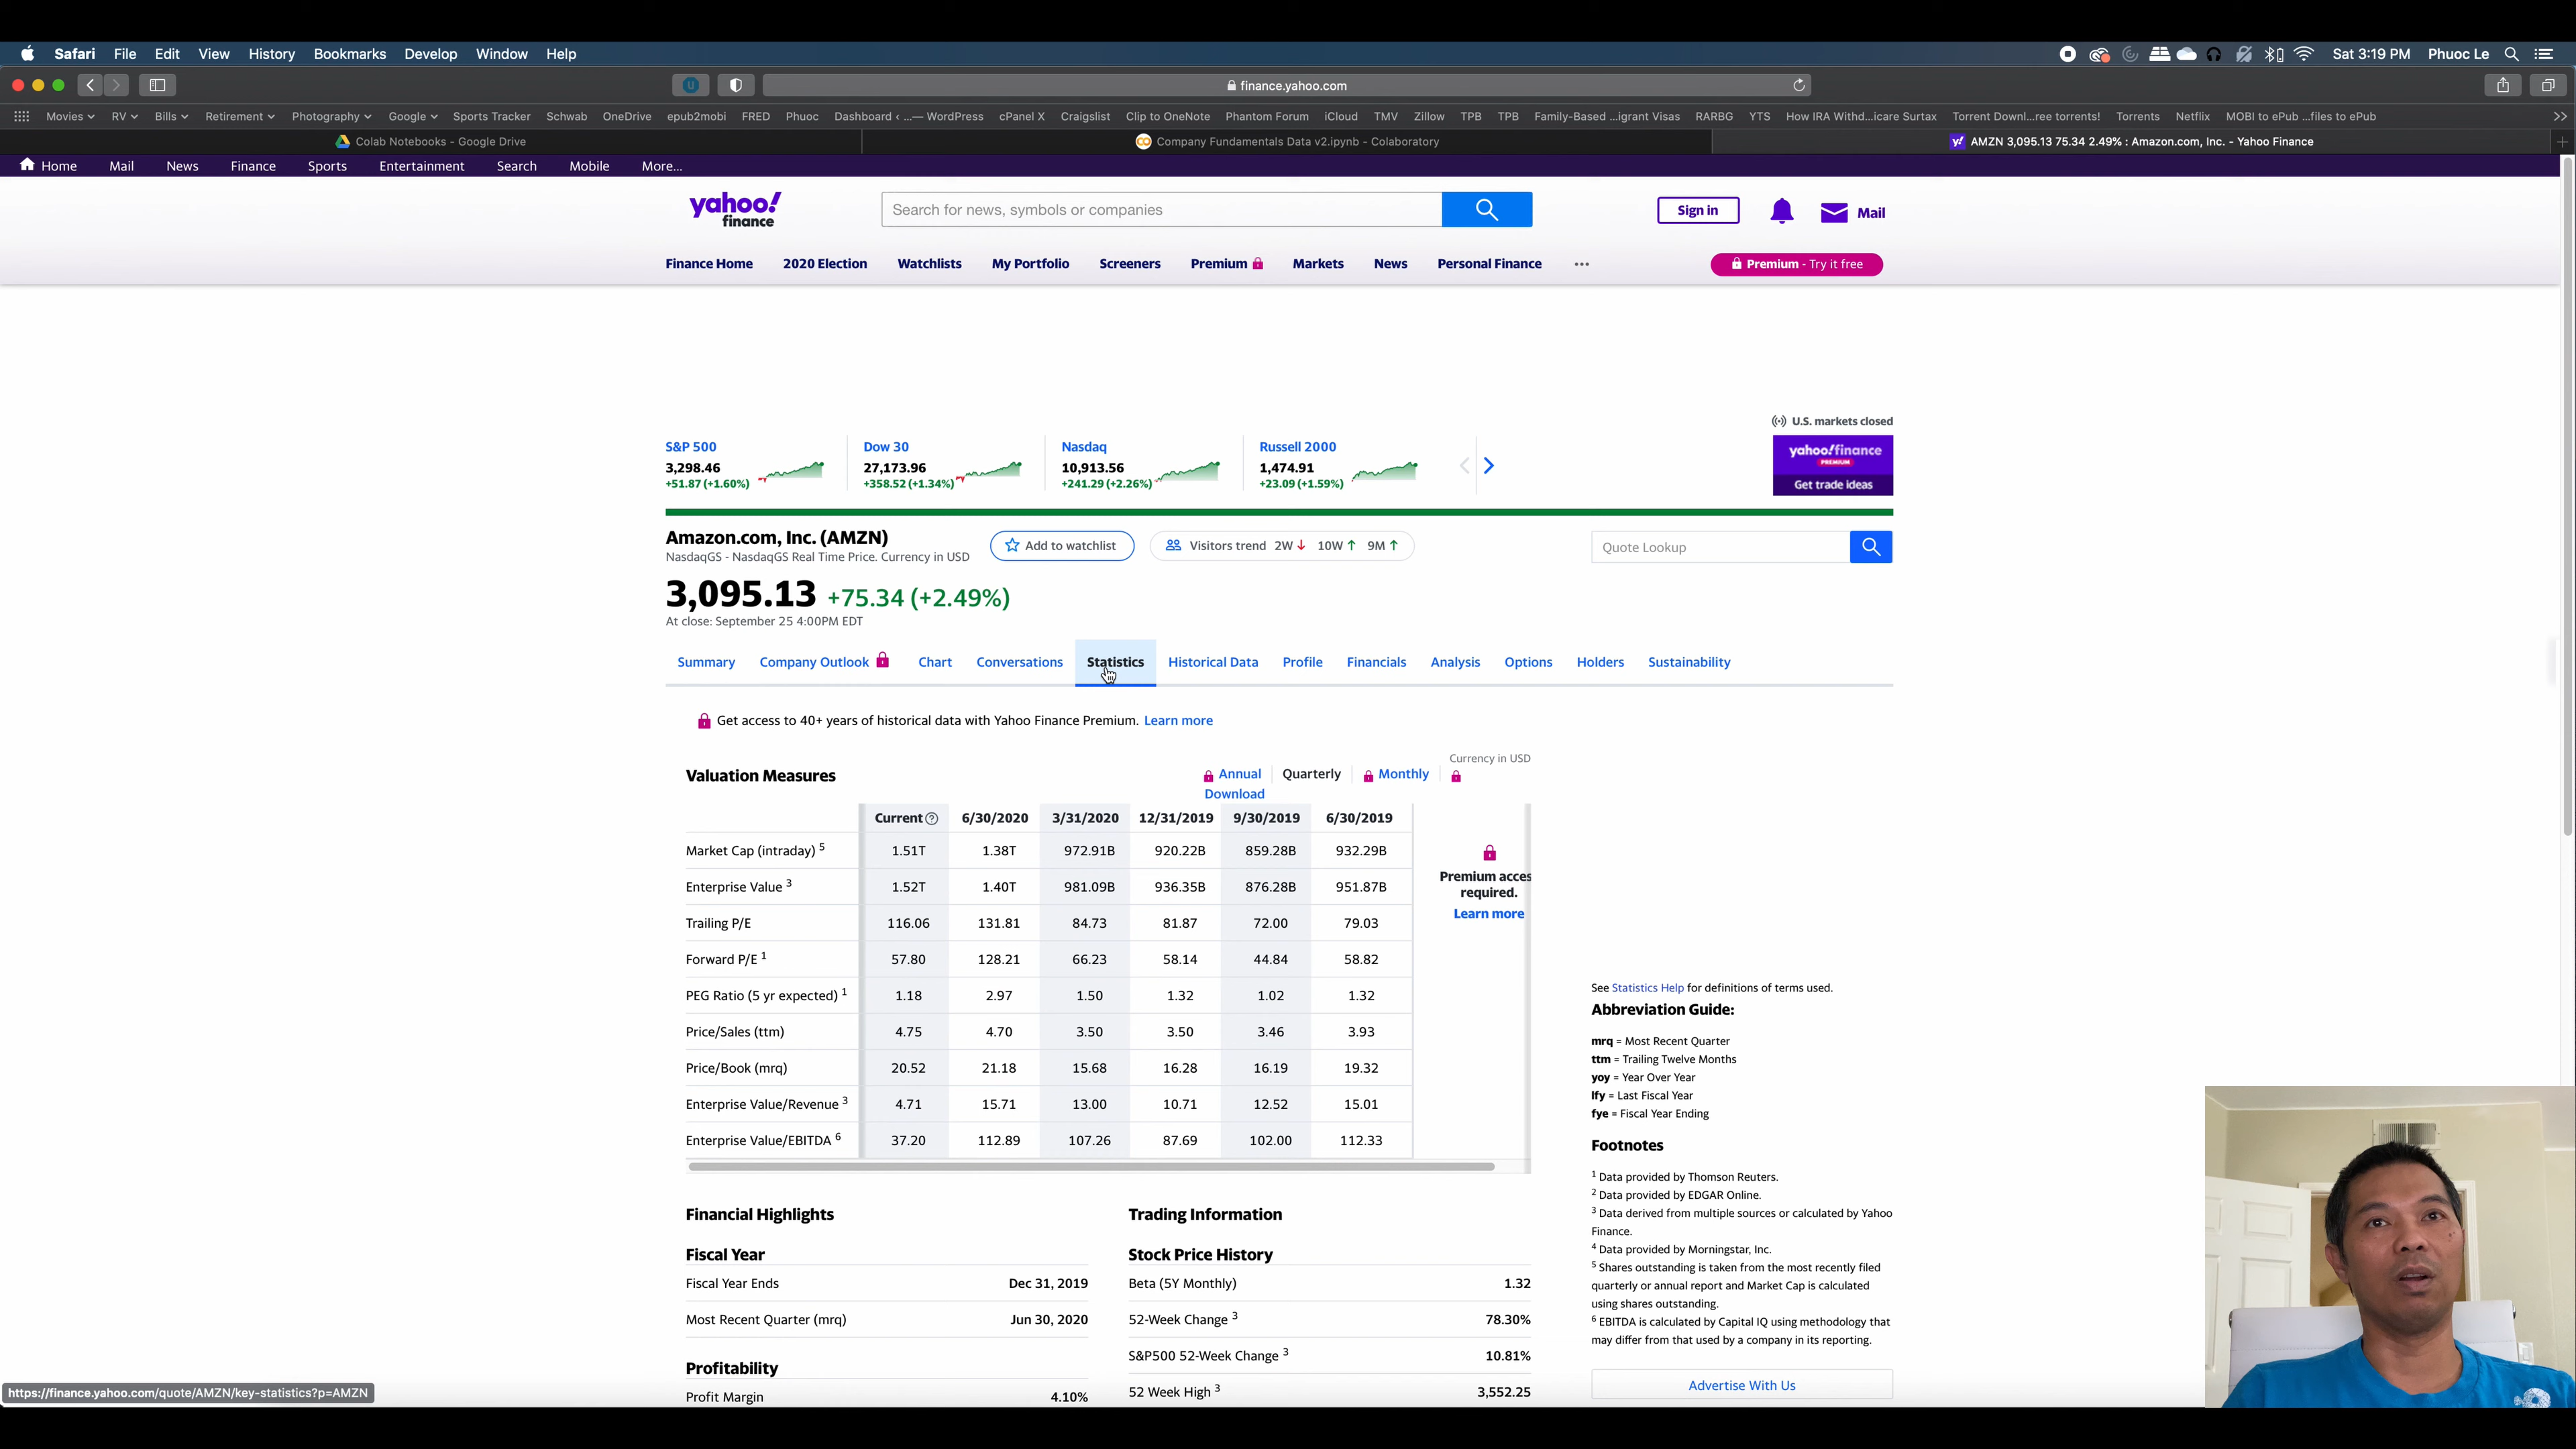 Safari File Edit View History Bookmarks Develop Window Help Sat 3:19 PM Phuoc Le
finance.yahoo.com
Movies RV Bills Retirement Photography Google Sports Tracker Schwab OneDrive epub2mobi FRED Phuoc Dashboard ‹ ...— WordPress cPanel X Craigslist Clip to OneNote Phantom Forum iCloud TMV Zillow TPB TPB Family-Based ...igrant Visas RARBG YTS How IRA Withd...icare Surtax Torrent Downl...ree torrents! Torrents Netflix MOBI to ePub ...files to ePub
Colab Notebooks - Google Drive Company Fundamentals Data v2.ipynb - Colaboratory AMZN 3,095.13 75.34 2.49% : Amazon.com, Inc. - Yahoo Finance
Home Mail News Finance Sports Entertainment Search Mobile More...
yahoo! finance
Search for news, symbols or companies
Sign in Mail
Finance Home 2020 Election Watchlists My Portfolio Screeners Premium Markets News Personal Finance ••• Premium - Try it free
U.S. markets closed
S&P 500 Dow 30 Nasdaq Russell 2000
3,298.46 27,173.96 10,913.56 1,474.91
+51.87 (+1.60%) +358.52 (+1.34%) +241.29 (+2.26%) +23.09 (+1.59%)
yahoo!finance
PREMIUM
Get trade ideas
Amazon.com, Inc. (AMZN)
NasdaqGS - NasdaqGS Real Time Price. Currency in USD
Add to watchlist Visitors trend 2W ↓ 10W ↑ 9M ↑ Quote Lookup
3,095.13 +75.34 (+2.49%)
At close: September 25 4:00PM EDT
Summary Company Outlook Chart Conversations Statistics Historical Data Profile Financials Analysis Options Holders Sustainability
Get access to 40+ years of historical data with Yahoo Finance Premium. Learn more
Currency in USD
Valuation Measures Annual Quarterly Monthly
Download
Current 6/30/2020 3/31/2020 12/31/2019 9/30/2019 6/30/2019
Market Cap (intraday) 5 1.51T 1.38T 972.91B 920.22B 859.28B 932.29B
Enterprise Value 3 1.52T 1.40T 981.09B 936.35B 876.28B 951.87B
Trailing P/E 116.06 131.81 84.73 81.87 72.00 79.03
Forward P/E 1 57.80 128.21 66.23 58.14 44.84 58.82
PEG Ratio (5 yr expected) 1 1.18 2.97 1.50 1.32 1.02 1.32
Price/Sales (ttm) 4.75 4.70 3.50 3.50 3.46 3.93
Price/Book (mrq) 20.52 21.18 15.68 16.28 16.19 19.32
Enterprise Value/Revenue 3 4.71 15.71 13.00 10.71 12.52 15.01
Enterprise Value/EBITDA 6 37.20 112.89 107.26 87.69 102.00 112.33
Premium acces
required.
Learn more
Financial Highlights
Fiscal Year
Fiscal Year Ends Dec 31, 2019
Most Recent Quarter (mrq) Jun 30, 2020
Profitability
Profit Margin 4.10%
Trading Information
Stock Price History
Beta (5Y Monthly) 1.32
52-Week Change 3 78.30%
S&P500 52-Week Change 3 10.81%
52 Week High 3 3,552.25
See Statistics Help for definitions of terms used.
Abbreviation Guide:
mrq = Most Recent Quarter
ttm = Trailing Twelve Months
yoy = Year Over Year
lfy = Last Fiscal Year
fye = Fiscal Year Ending
Footnotes
1 Data provided by Thomson Reuters.
2 Data provided by EDGAR Online.
3 Data derived from multiple sources or calculated by Yahoo
Finance.
4 Data provided by Morningstar, Inc.
5 Shares outstanding is taken from the most recently filed
quarterly or annual report and Market Cap is calculated
using shares outstanding.
6 EBITDA is calculated by Capital IQ using methodology that
may differ from that used by a company in its reporting.
Advertise With Us
https://finance.yahoo.com/quote/AMZN/key-statistics?p=AMZN